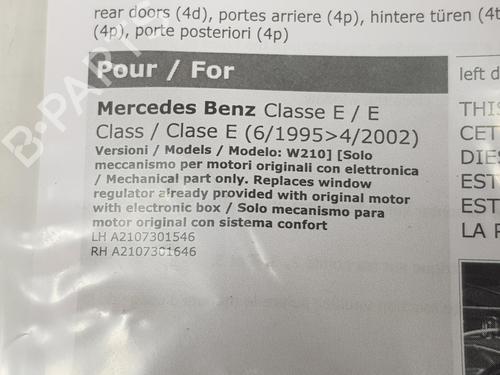 rear doors (4d), portes arriere (4p), hintere türen (4t
(4p), porte posteriori (4p)
Pour / For
Mercedes Benz Classe E / E
Class / Clase E (6/1995>4/2002)
Versioni / Models / Modelo: W210] [Solo
meccanismo per motori originali con elettronica
/ Mechanical part only. Replaces window
regulator already provided with original motor
with electronic box / Solo mecanismo para
motor original con sistema confort
LH A2107301546
RH A2107301646
left d
THIS
CET
DIES
EST
EST
LA P
B-PARTS